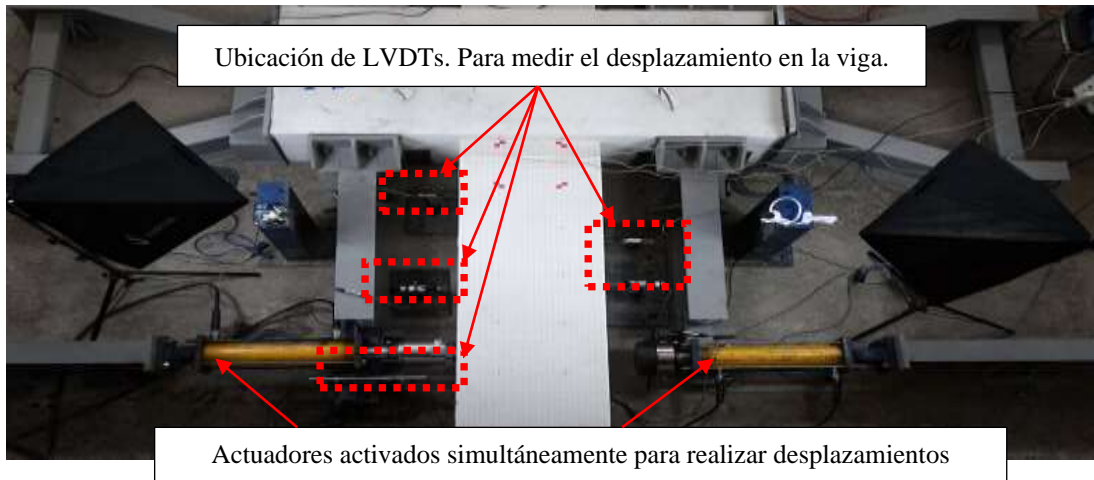 Ubicación de LVDTs. Para medir el desplazamiento en la viga.
Actuadores activados simultáneamente para realizar desplazamientos